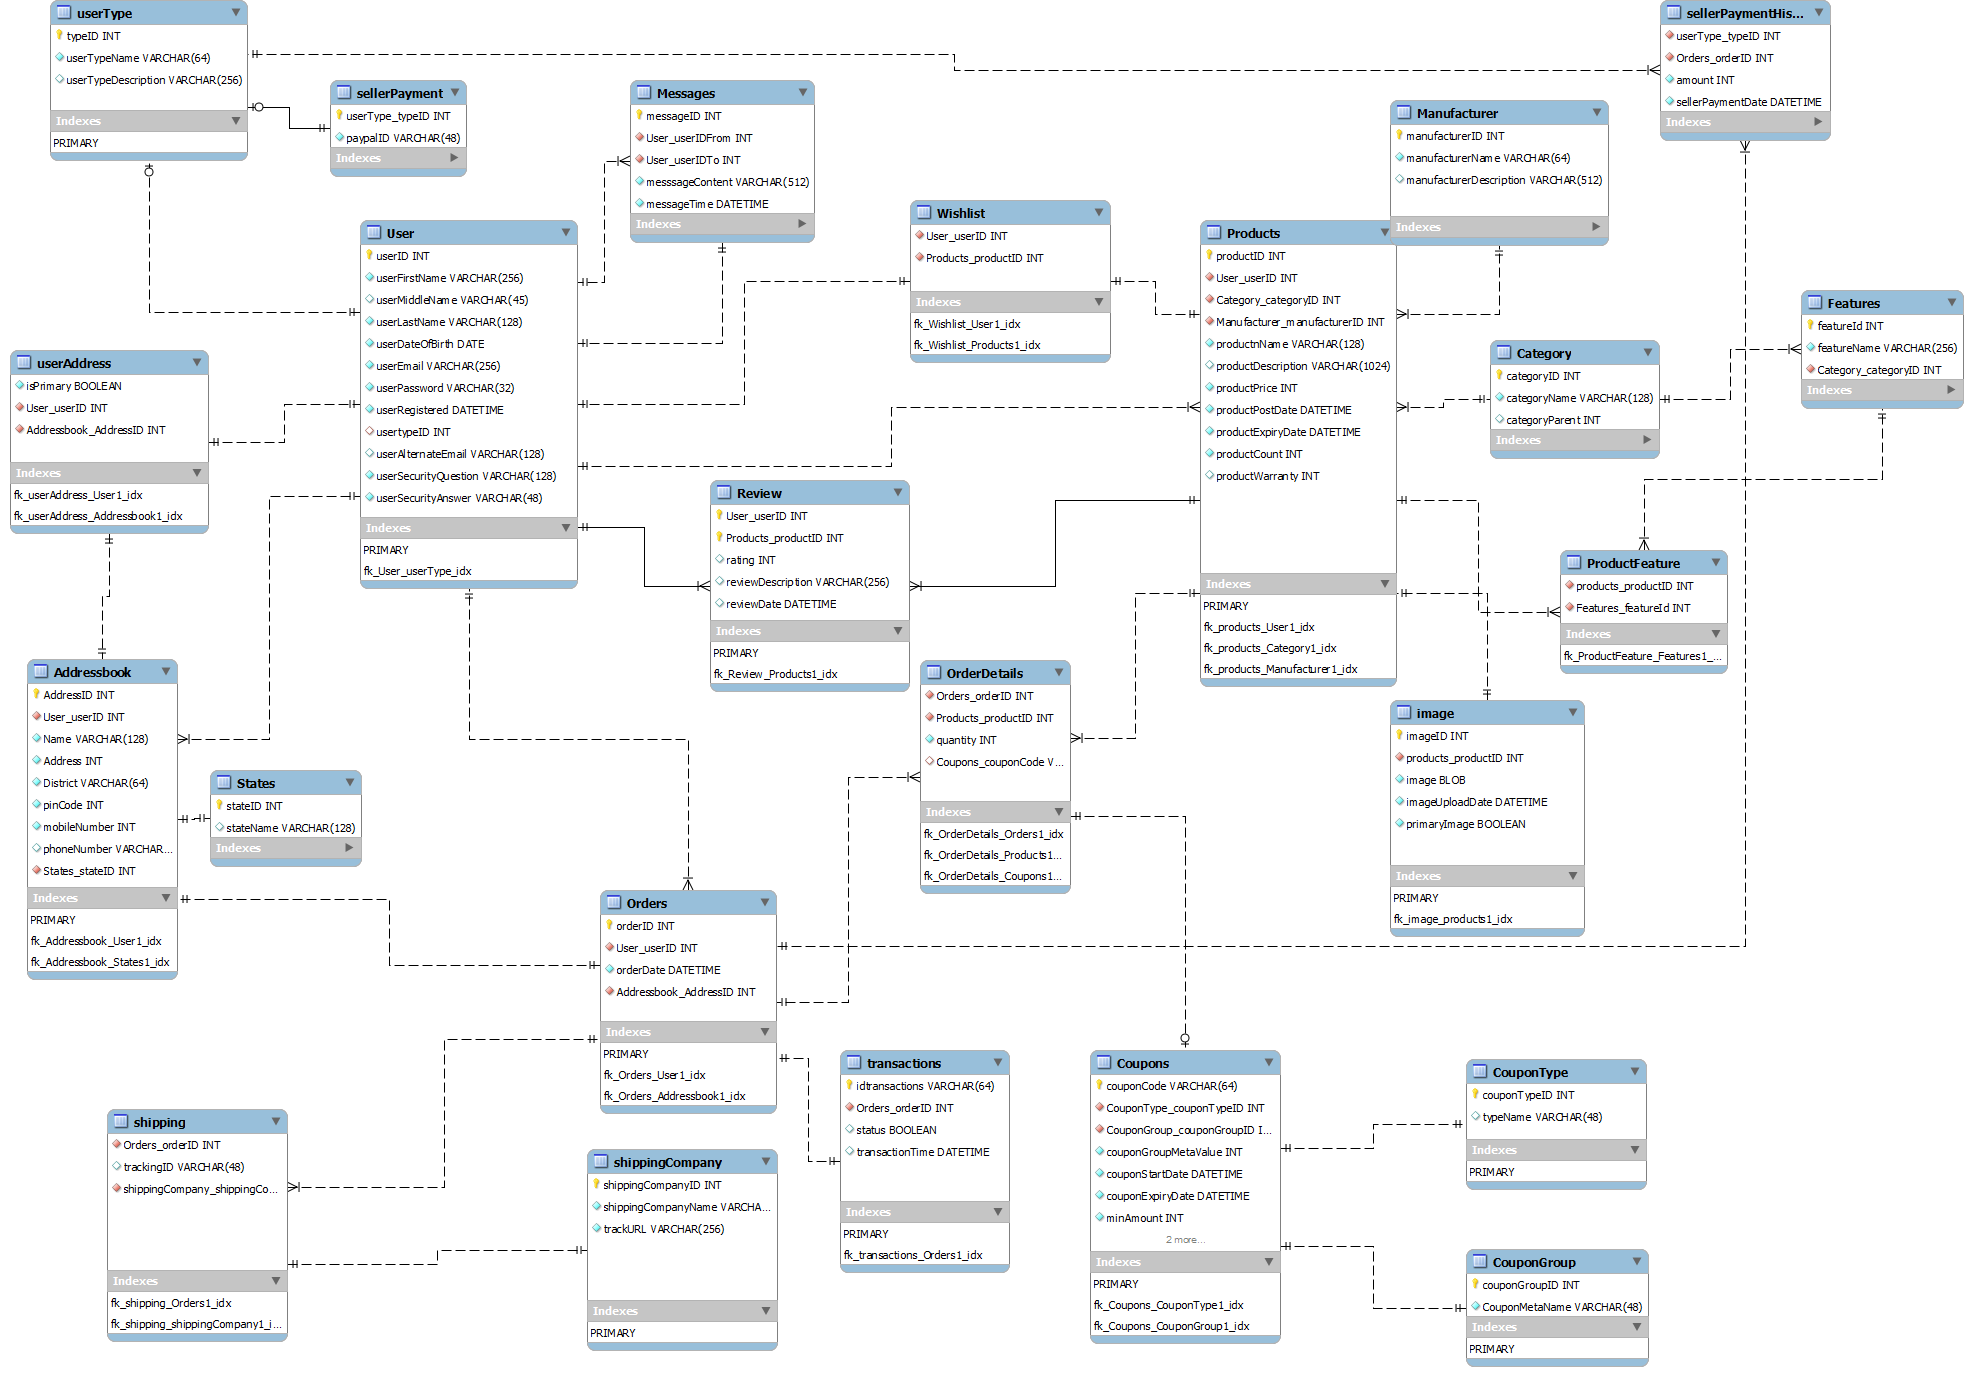 userType
typeID INT
userTypeName VARCHAR(64)
userTypeDescription VARCHAR(256)
Indexes
PRIMARY
sellerPayment
userType_typeID INT
paypalID VARCHAR(48)
Indexes
Messages
messageID INT
User_userIDFrom INT
User_userIDTo INT
messsageContent VARCHAR(512)
messageTime DATETIME
Indexes
sellerPaymentHis...
userType_typeID INT
Orders_orderID INT
amount INT
sellerPaymentDate DATETIME
Indexes
Manufacturer
manufacturerID INT
manufacturerName VARCHAR(64)
manufacturerDescription VARCHAR(512)
Indexes
User
userID INT
userFirstName VARCHAR(256)
userMiddleName VARCHAR(45)
userLastName VARCHAR(128)
userDateOfBirth DATE
userEmail VARCHAR(256)
userPassword VARCHAR(32)
userRegistered DATETIME
usertypeID INT
userAlternateEmail VARCHAR(128)
userSecurityQuestion VARCHAR(128)
userSecurityAnswer VARCHAR(48)
Indexes
PRIMARY
fk_User_userType_idx
Wishlist
User_userID INT
Products_productID INT
Indexes
fk_Wishlist_User1_idx
fk_Wishlist_Products1_idx
Products
productID INT
User_userID INT
Category_categoryID INT
Manufacturer_manufacturerID INT
productnName VARCHAR(128)
productDescription VARCHAR(1024)
productPrice INT
productPostDate DATETIME
productExpiryDate DATETIME
productCount INT
productWarranty INT
Indexes
PRIMARY
fk_products_User1_idx
fk_products_Category1_idx
fk_products_Manufacturer1_idx
Category
categoryID INT
categoryName VARCHAR(128)
categoryParent INT
Indexes
Features
featureId INT
featureName VARCHAR(256)
Category_categoryID INT
Indexes
userAddress
isPrimary BOOLEAN
User_userID INT
Addressbook_AddressID INT
Indexes
fk_userAddress_User1_idx
fk_userAddress_Addressbook1_idx
Review
User_userID INT
Products_productID INT
rating INT
reviewDescription VARCHAR(256)
reviewDate DATETIME
Indexes
PRIMARY
fk_Review_Products1_idx
ProductFeature
products_productID INT
Features_featureId INT
Indexes
fk_ProductFeature_Features1_...
Addressbook
AddressID INT
User_userID INT
Name VARCHAR(128)
Address INT
District VARCHAR(64)
pinCode INT
mobileNumber INT
phoneNumber VARCHAR...
States_stateID INT
Indexes
PRIMARY
fk_Addressbook_User1_idx
fk_Addressbook_States1_idx
States
stateID INT
stateName VARCHAR(128)
Indexes
OrderDetails
Orders_orderID INT
Products_productID INT
quantity INT
Coupons_couponCode V...
Indexes
fk_OrderDetails_Orders1_idx
fk_OrderDetails_Products1...
fk_OrderDetails_Coupons1...
image
imageID INT
products_productID INT
image BLOB
imageUploadDate DATETIME
primaryImage BOOLEAN
Indexes
PRIMARY
fk_image_products1_idx
Orders
orderID INT
User_userID INT
orderDate DATETIME
Addressbook_AddressID INT
Indexes
PRIMARY
fk_Orders_User1_idx
fk_Orders_Addressbook1_idx
transactions
idtransactions VARCHAR(64)
Orders_orderID INT
status BOOLEAN
transactionTime DATETIME
Indexes
PRIMARY
fk_transactions_Orders1_idx
Coupons
couponCode VARCHAR(64)
CouponType_couponTypeID INT
CouponGroup_couponGroupID I...
couponGroupMetaValue INT
couponStartDate DATETIME
couponExpiryDate DATETIME
minAmount INT
2 more...
Indexes
PRIMARY
fk_Coupons_CouponType1_idx
fk_Coupons_CouponGroup1_idx
CouponType
couponTypeID INT
typeName VARCHAR(48)
Indexes
PRIMARY
shipping
Orders_orderID INT
trackingID VARCHAR(48)
shippingCompany_shippingCo...
Indexes
fk_shipping_Orders1_idx
fk_shipping_shippingCompany1_i...
shippingCompany
shippingCompanyID INT
shippingCompanyName VARCHA...
trackURL VARCHAR(256)
Indexes
PRIMARY
CouponGroup
couponGroupID INT
CouponMetaName VARCHAR(48)
Indexes
PRIMARY